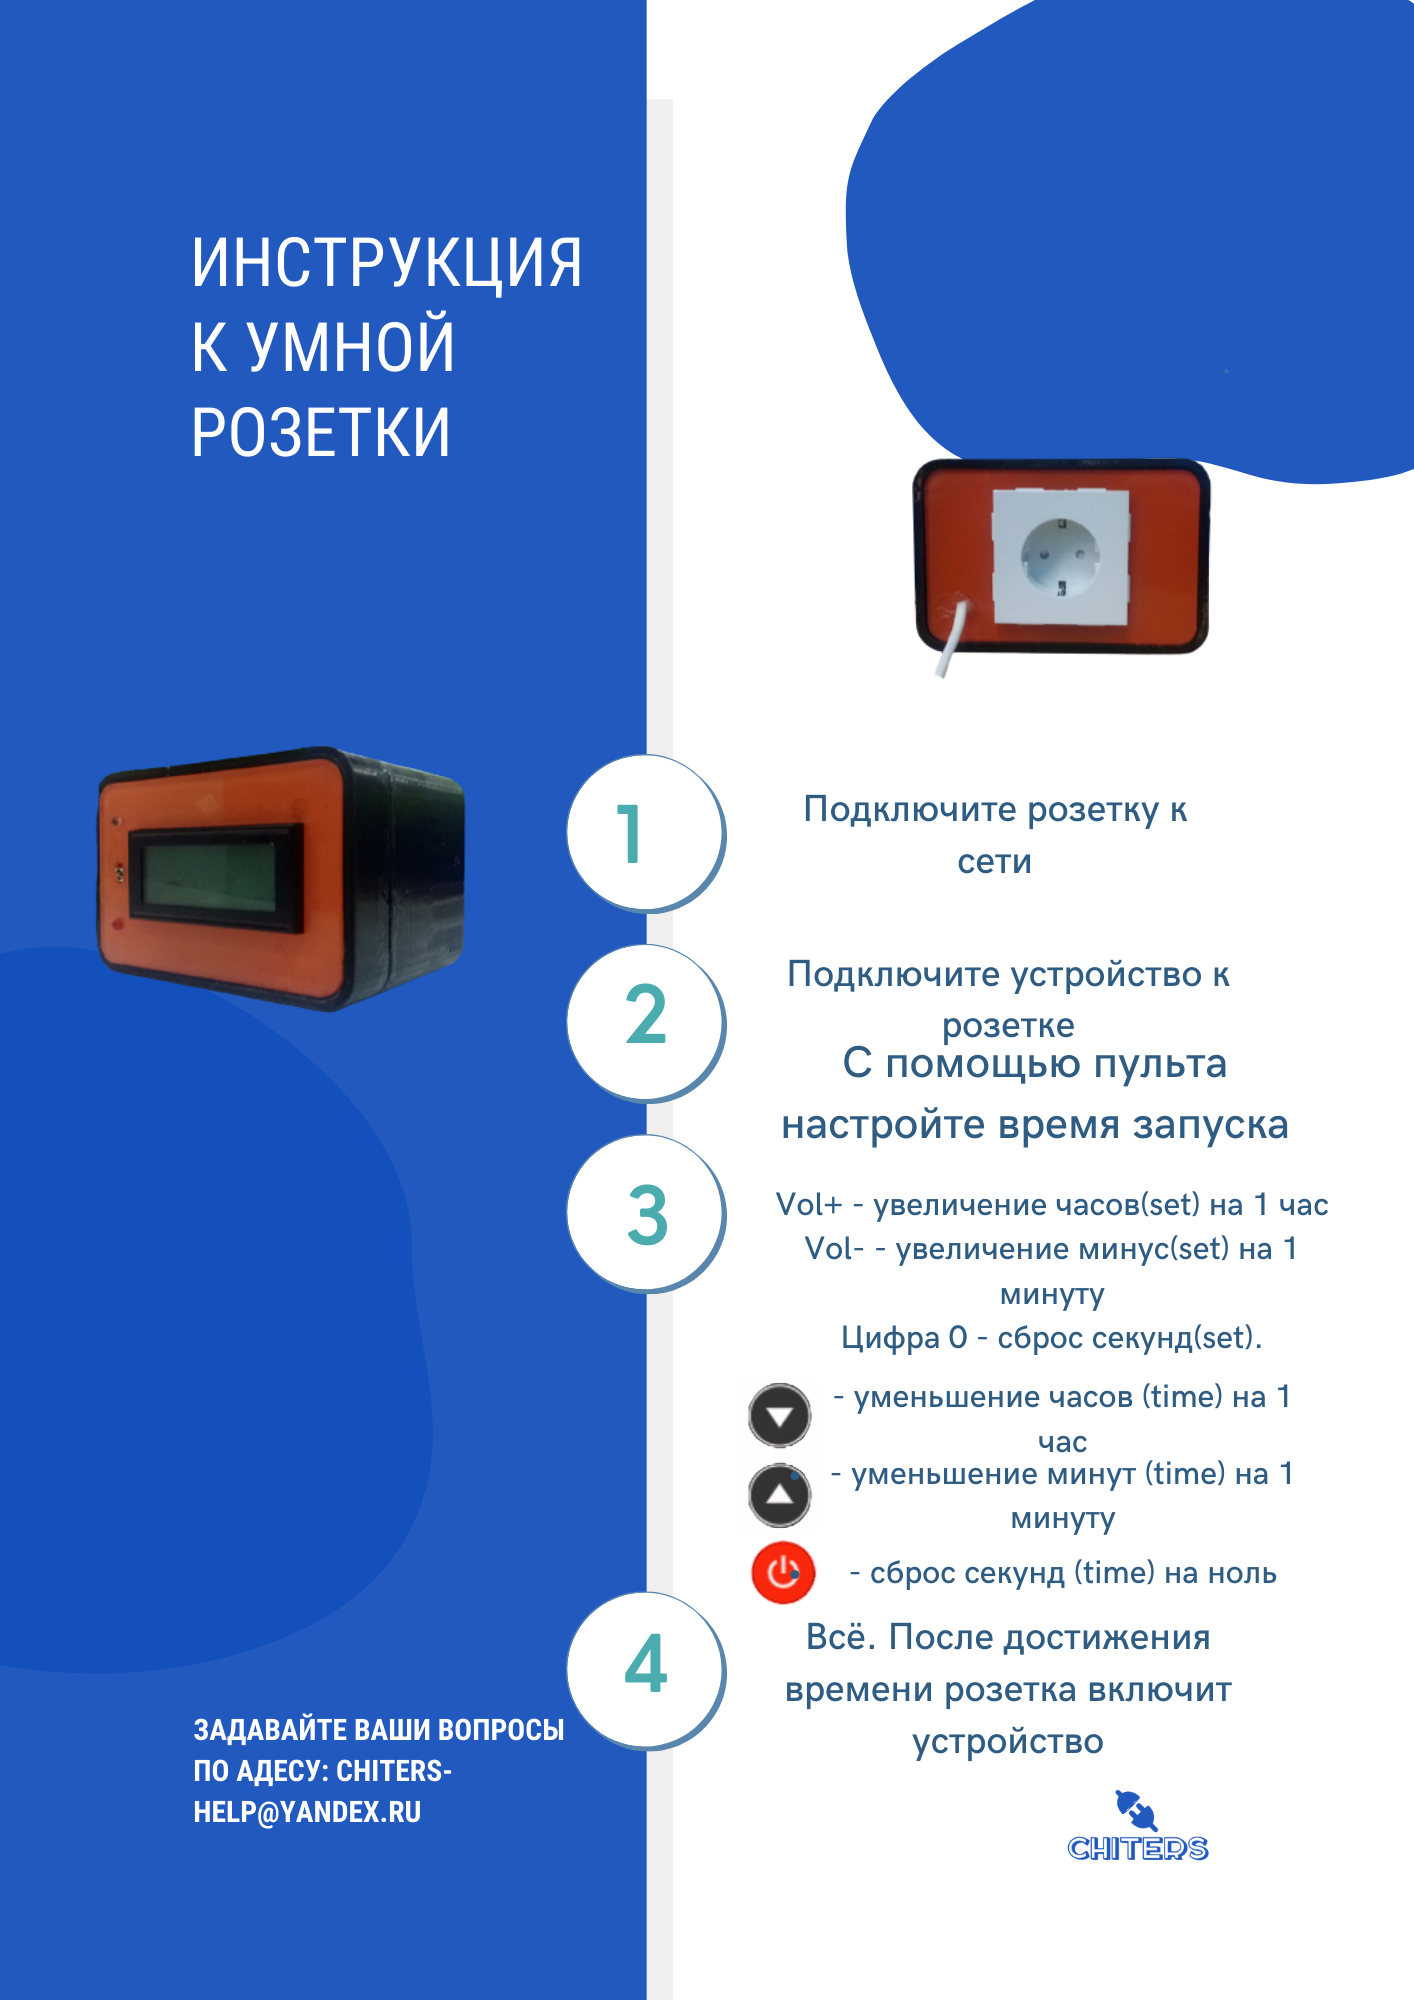 ИНСТРУКЦИЯ
К УМНОЙ
РОЗЕТКИ
1
Подключите розетку к
сети
2
Подключите устройство к
розетке
3
С помощью пульта
настройте время запуска
Vol+ - увеличение часов(set) на 1 час
Vol- - увеличение минус(set) на 1
минуту
Цифра 0 - сброс секунд(set).
- уменьшение часов (time) на 1
час
- уменьшение минут (time) на 1
минуту
- сброс секунд (time) на ноль
4
Всё. После достижения
времени розетка включит
устройство
ЗАДАВАЙТЕ ВАШИ ВОПРОСЫ
ПО АДЕСУ: CHITERS-
HELP@YANDEX.RU
CHITERS